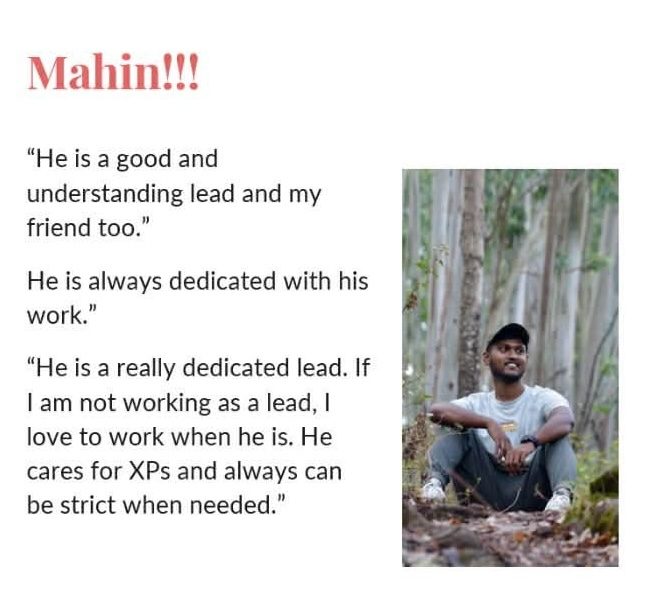 Mahin!!!
“He is a good and
understanding lead and my
friend too.”
He is always dedicated with his
work.”
“He is a really dedicated lead. If
I am not working as a lead, I
love to work when he is. He
cares for XPs and always can
be strict when needed.”